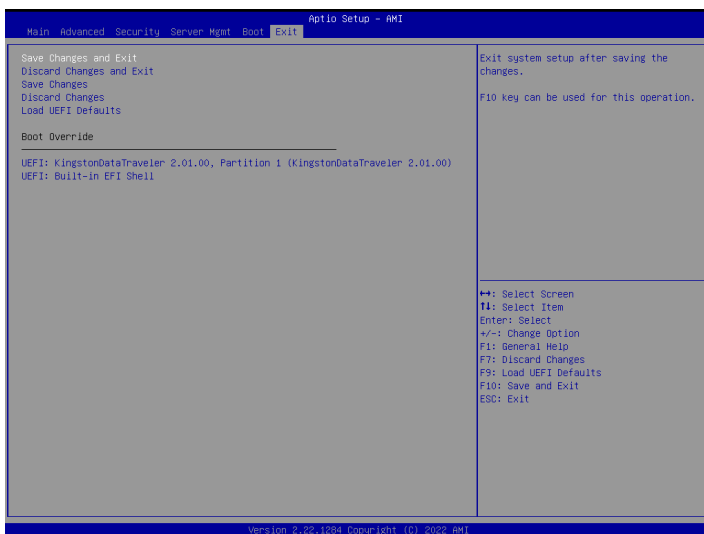 Aptio Setup – AMI
Main Advanced Security Server Mgmt Boot Exit
Save Changes and Exit
Discard Changes and Exit
Save Changes
Discard Changes
Load UEFI Defaults
Boot Override
UEFI: KingstonDataTraveler 2.01.00, Partition 1 (KingstonDataTraveler 2.01.00)
UEFI: Built-in EFI Shell
Exit system setup after saving the
changes.
F10 key can be used for this operation.
↔: Select Screen
↑↓: Select Item
Enter: Select
+/-: Change Option
F1: General Help
F7: Discard Changes
F9: Load UEFI Defaults
F10: Save and Exit
ESC: Exit
Version 2.22.1284 Copyright (C) 2022 AMI